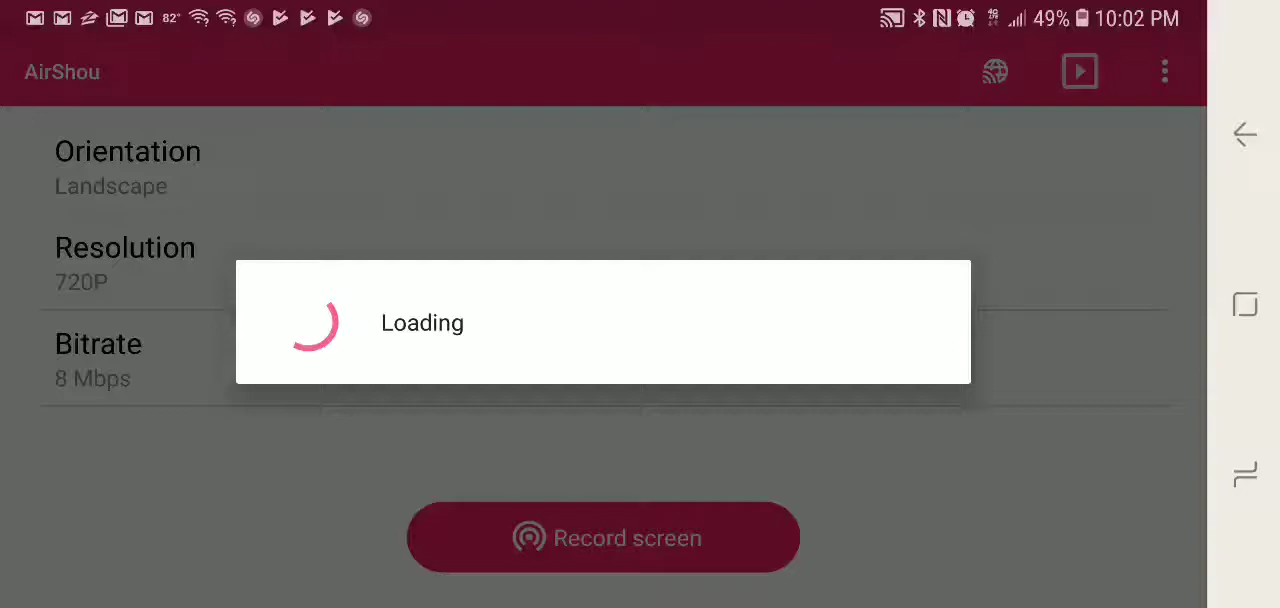 82° 49% 10:02 PM
AirShou
Orientation
Landscape
Resolution
720P
Loading
Bitrate
8 Mbps
Record screen